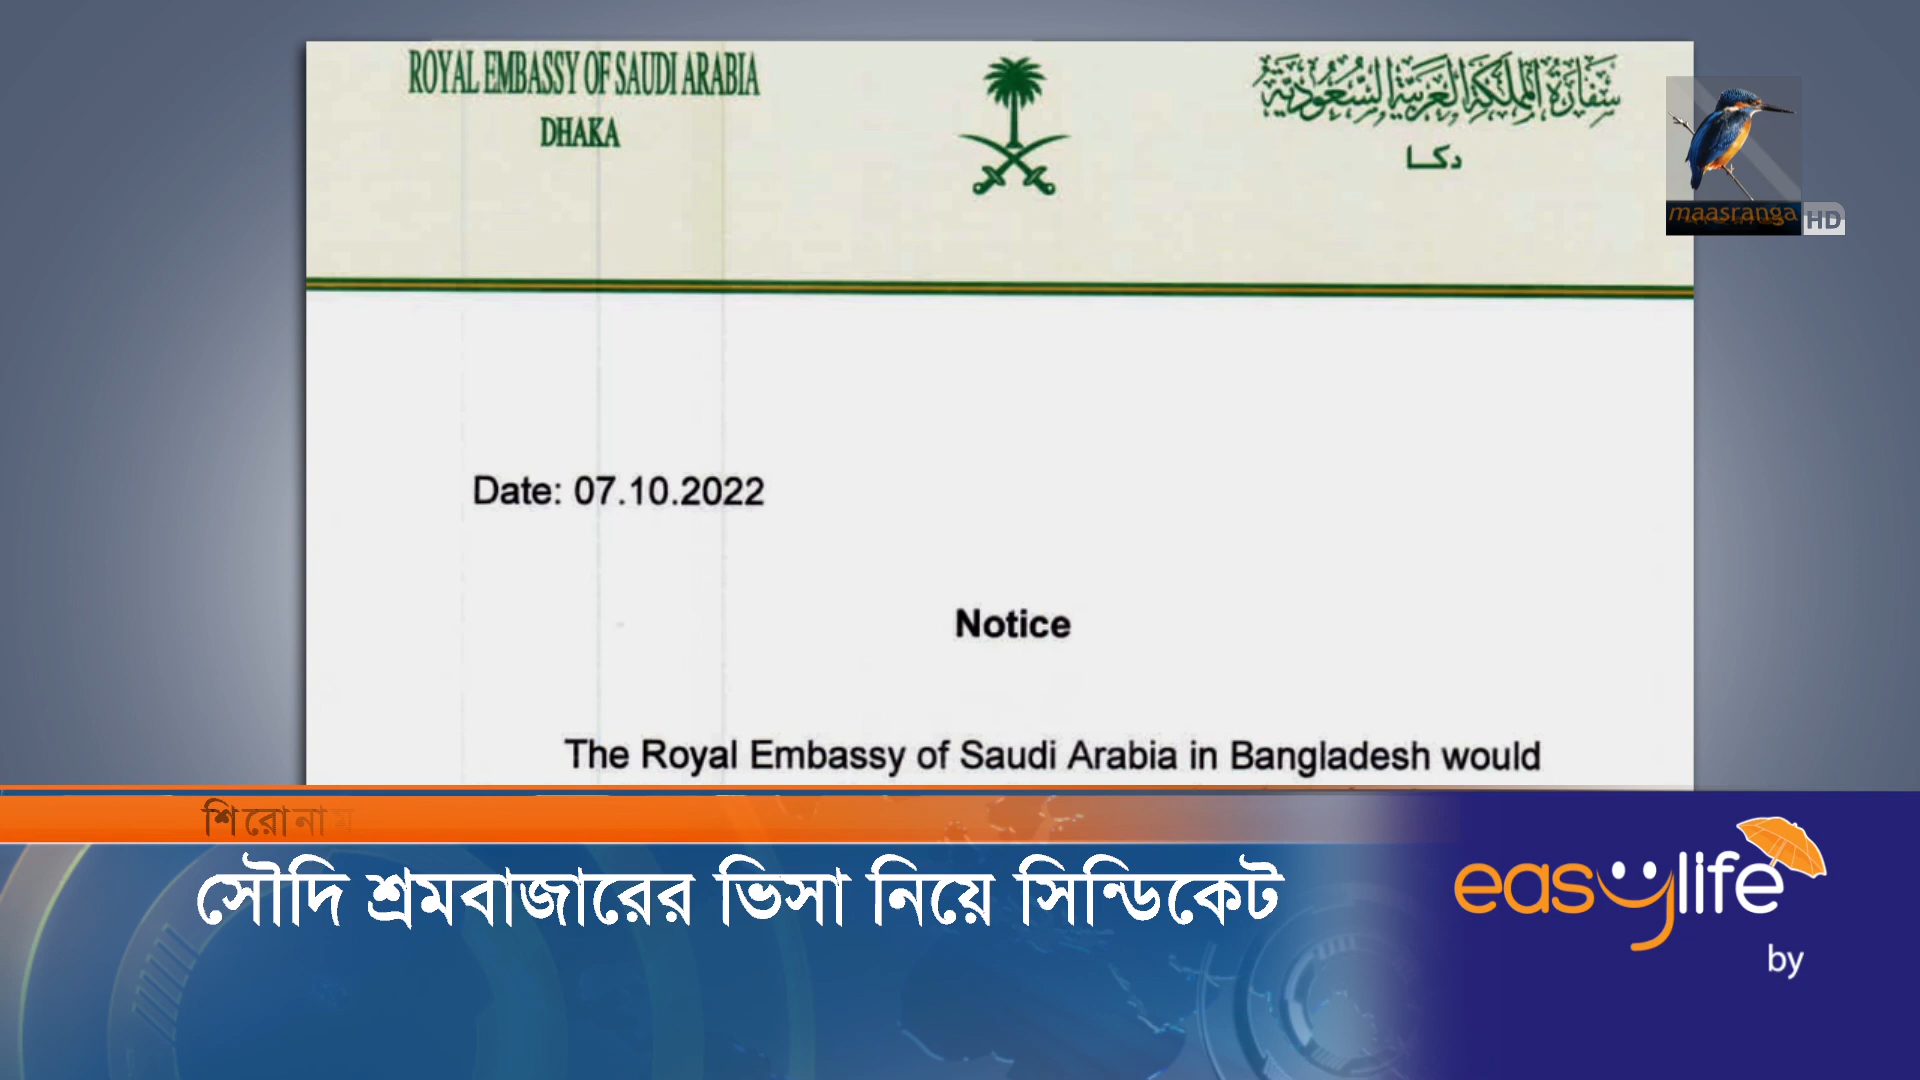 ROYAL EMBASSY OF SAUDI ARABIA
DHAKA
سفارة المملكة العربية السعودية
دكا
maasranga
HD
Date: 07.10.2022
Notice
The Royal Embassy of Saudi Arabia in Bangladesh would
শিরোনাম
সৌদি শ্রমবাজারের ভিসা নিয়ে সিন্ডিকেট
easylife
by